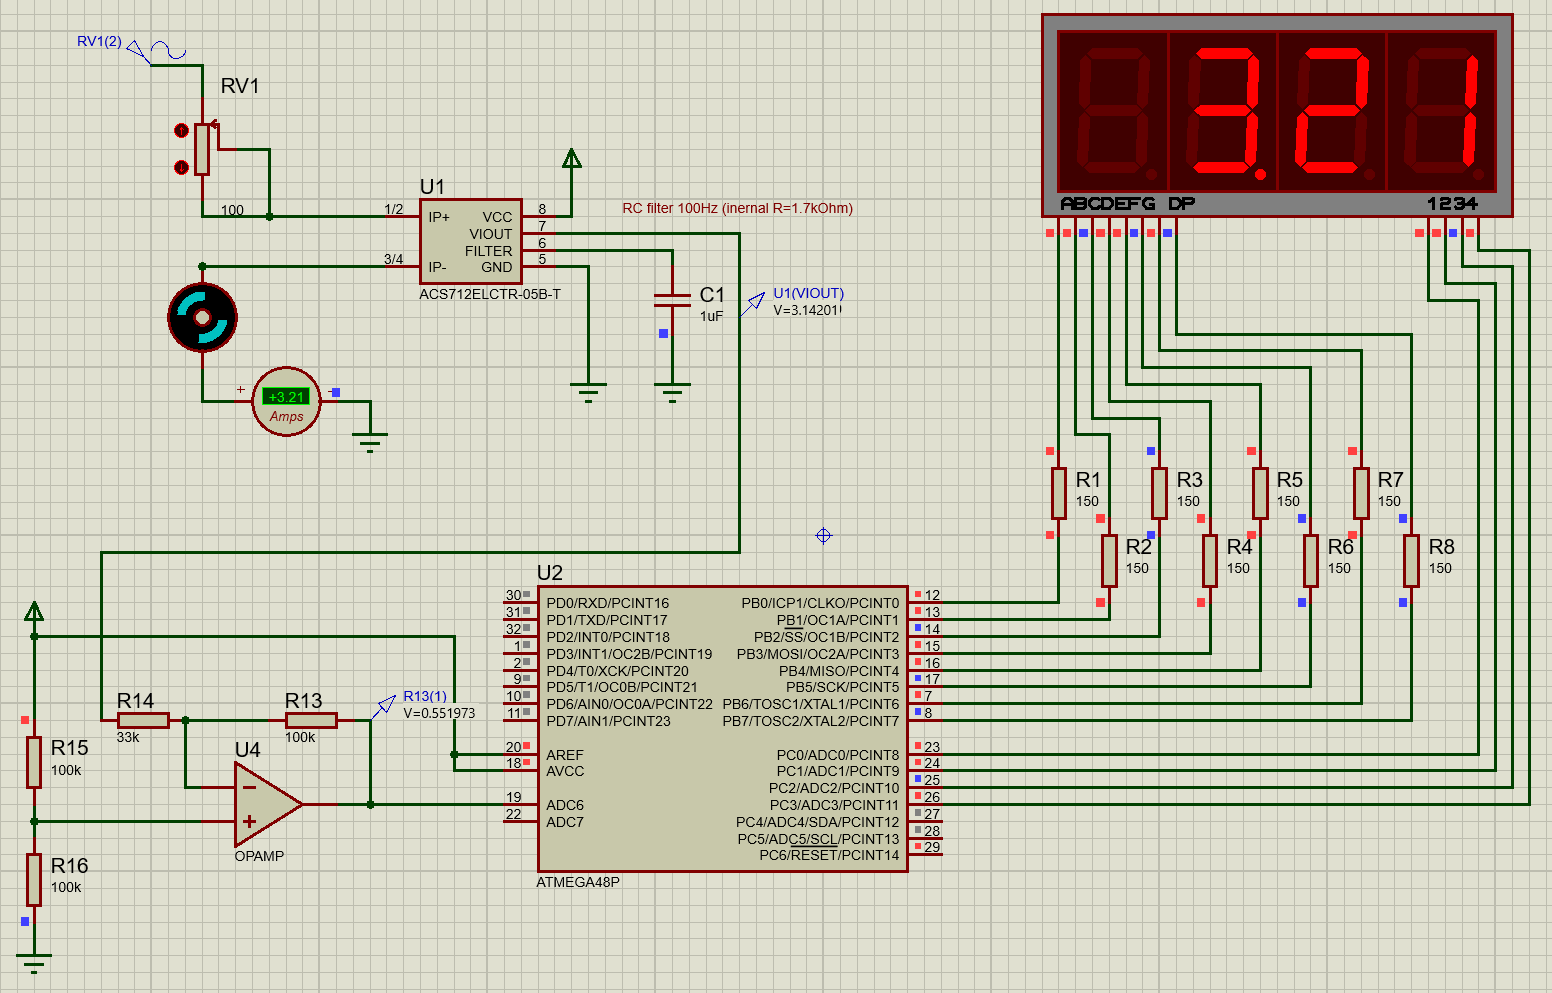 RV1(2)
RV1
100
U1
1/2
IP+
3/4
IP-
VCC
8
VIOUT
7
FILTER
6
GND
5
ACS712ELCTR-05B-T
RC filter 100Hz (inernal R=1.7kOhm)
C1
1uF
U1(VIOUT)
V=3.14201
+3.21
Amps
+
-
3.21
ABCDEFG DP
1234
R1
150
R2
150
R3
150
R4
150
R5
150
R6
150
R7
150
R8
150
U2
30 PD0/RXD/PCINT16
31 PD1/TXD/PCINT17
32 PD2/INT0/PCINT18
1 PD3/INT1/OC2B/PCINT19
2 PD4/T0/XCK/PCINT20
9 PD5/T1/OC0B/PCINT21
10 PD6/AIN0/OC0A/PCINT22
11 PD7/AIN1/PCINT23
20 AREF
18 AVCC
19 ADC6
22 ADC7
PB0/ICP1/CLKO/PCINT0 12
PB1/OC1A/PCINT1 13
PB2/SS/OC1B/PCINT2 14
PB3/MOSI/OC2A/PCINT3 15
PB4/MISO/PCINT4 16
PB5/SCK/PCINT5 17
PB6/TOSC1/XTAL1/PCINT6 7
PB7/TOSC2/XTAL2/PCINT7 8
PC0/ADC0/PCINT8 23
PC1/ADC1/PCINT9 24
PC2/ADC2/PCINT10 25
PC3/ADC3/PCINT11 26
PC4/ADC4/SDA/PCINT12 27
PC5/ADC5/SCL/PCINT13 28
PC6/RESET/PCINT14 29
ATMEGA48P
R14
33k
R13
100k
R13(1)
V=0.551973
U4
OPAMP
R15
100k
R16
100k